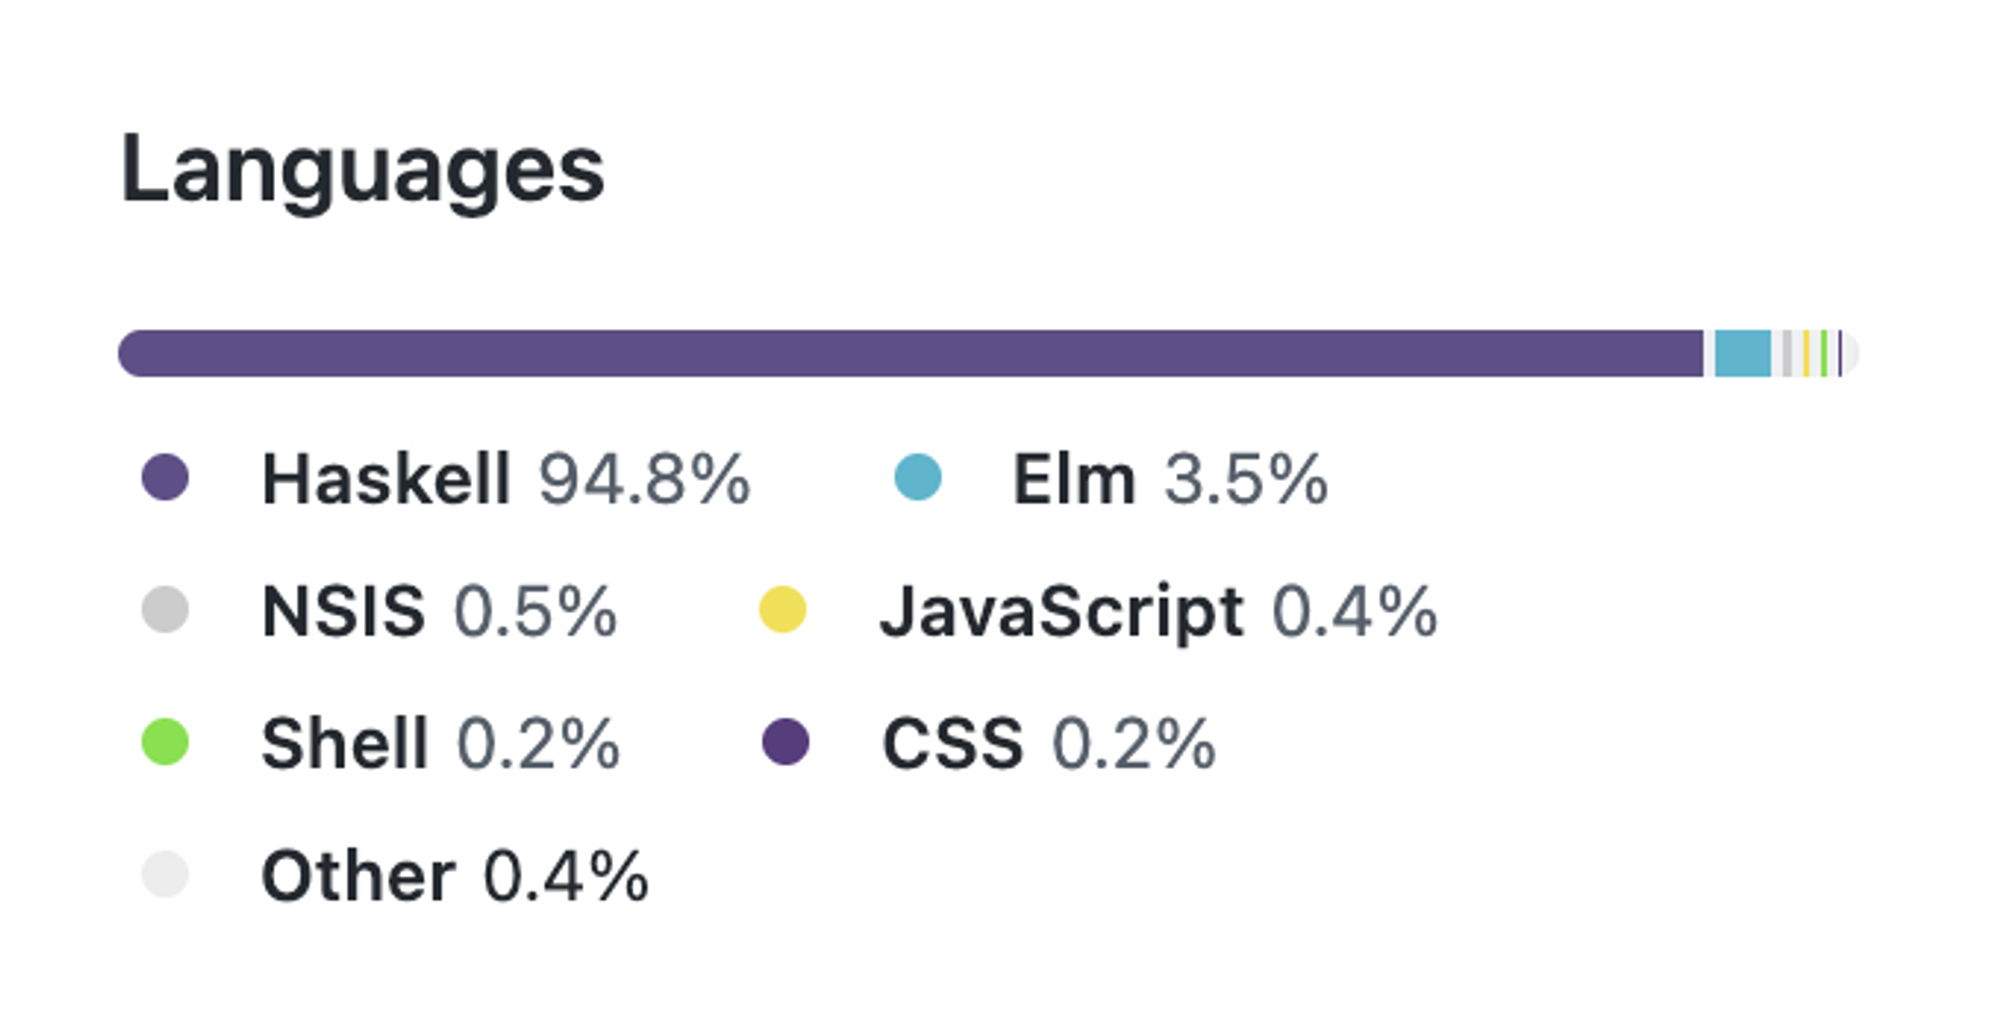 Languages
Haskell 94.8% Elm 3.5%
NSIS 0.5% JavaScript 0.4%
Shell 0.2% CSS 0.2%
Other 0.4%